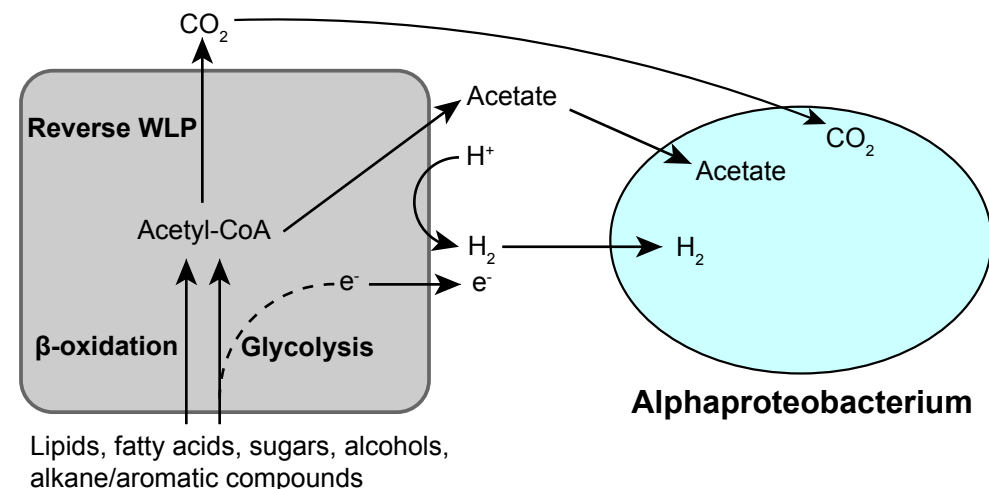 CO₂
Reverse WLP
Acetate
CO₂
H⁺
Acetate
Acetyl-CoA
H₂
H₂
e⁻
e⁻
β-oxidation
Glycolysis
Alphaproteobacterium
Lipids, fatty acids, sugars, alcohols,
alkane/aromatic compounds